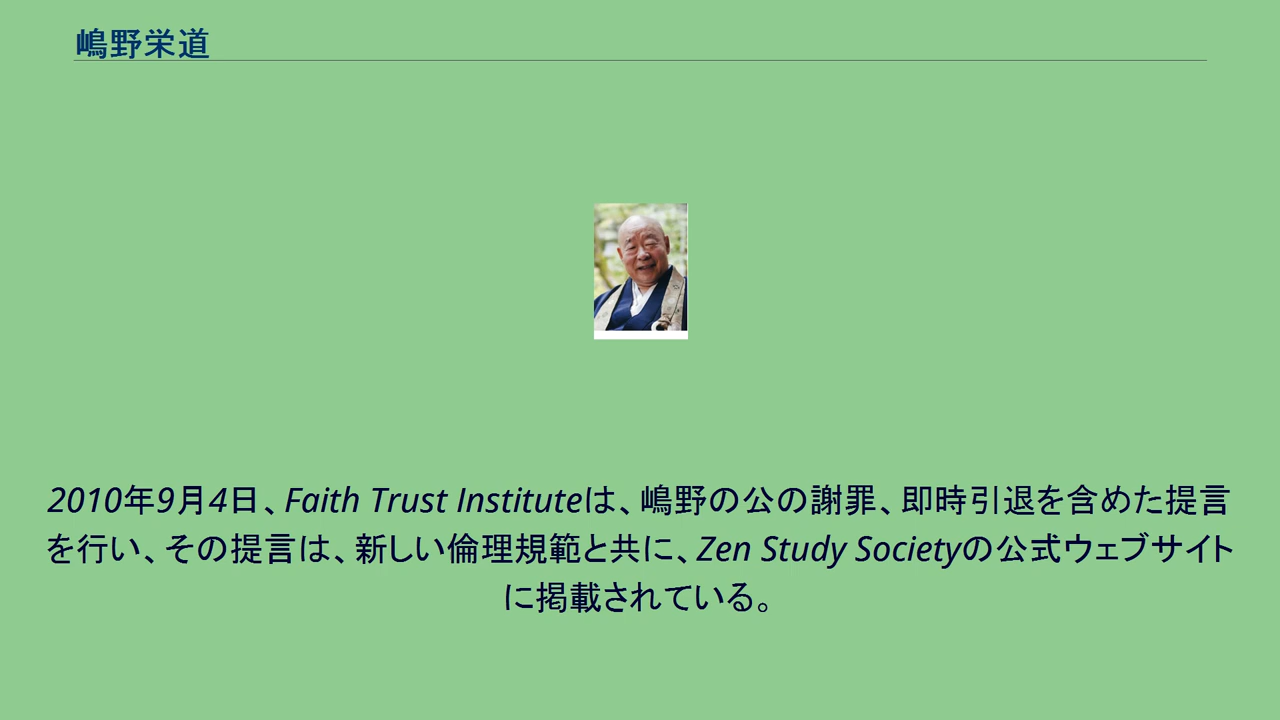 嶋野栄道
2010年9月4日、Faith Trust Instituteは、嶋野の公の謝罪、即時引退を含めた提言
を行い、その提言は、新しい倫理規範と共に、Zen Study Societyの公式ウェブサイト
に掲載されている。